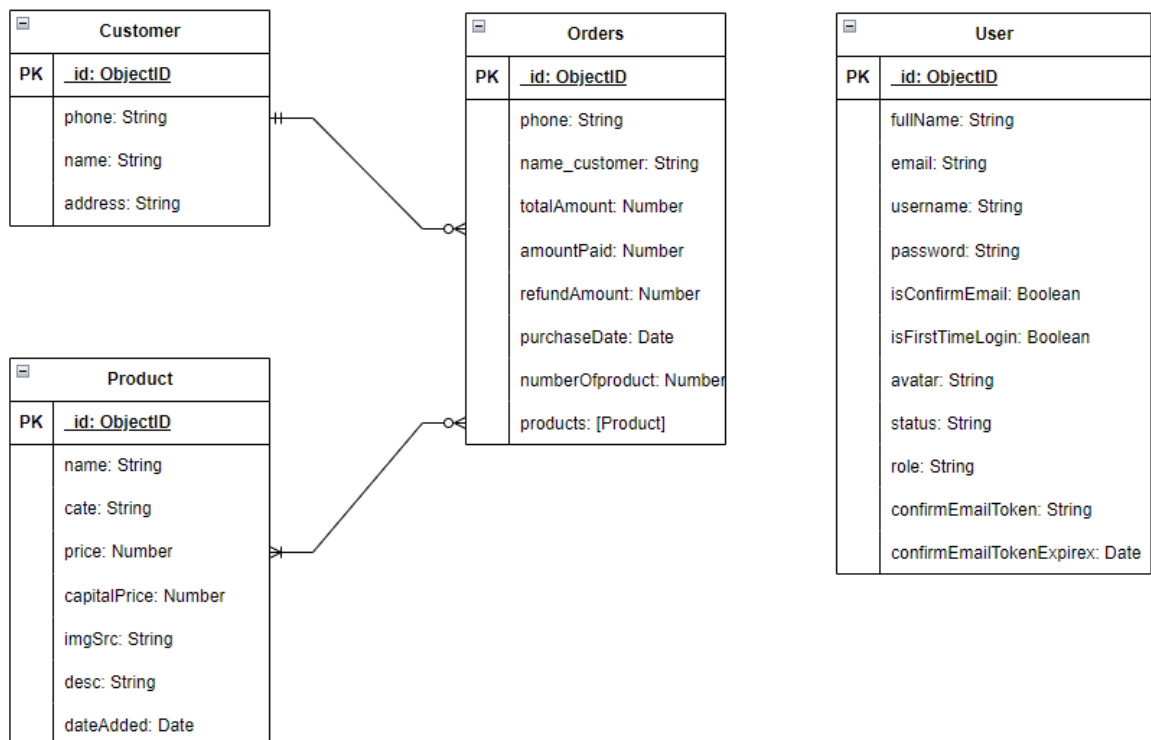 Customer
PK _id: ObjectID
phone: String
name: String
address: String
Orders
PK _id: ObjectID
phone: String
name_customer: String
totalAmount: Number
amountPaid: Number
refundAmount: Number
purchaseDate: Date
numberOfproduct: Number
products: [Product]
User
PK _id: ObjectID
fullName: String
email: String
username: String
password: String
isConfirmEmail: Boolean
isFirstTimeLogin: Boolean
avatar: String
status: String
role: String
confirmEmailToken: String
confirmEmailTokenExpirex: Date
Product
PK _id: ObjectID
name: String
cate: String
price: Number
capitalPrice: Number
imgSrc: String
desc: String
dateAdded: Date